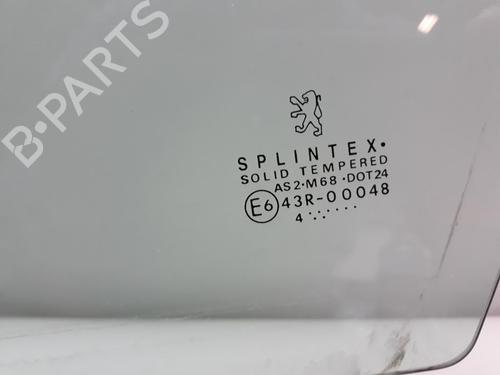 B-PARTS
SPLINTEX•
SOLID TEMPERED
AS2•M68•DOT24
E6 43R-00048
4